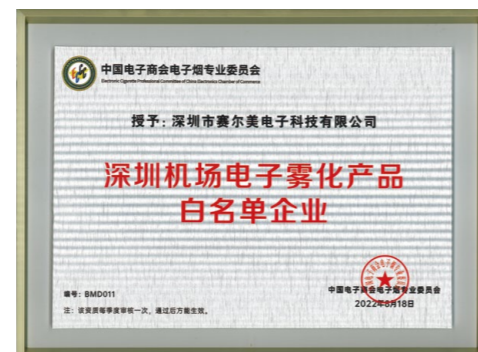 中国电子商会电子烟专业委员会
Electronic Cigarette Professional Committee of China Electronics Chamber of Commerce
授予：深圳市赛尔美电子科技有限公司
深圳机场电子雾化产品
白名单企业
编号：BMD011
注：该资质每季度审核一次，通过后方能生效。
中国电子商会电子烟专业委员会
2022年8月18日